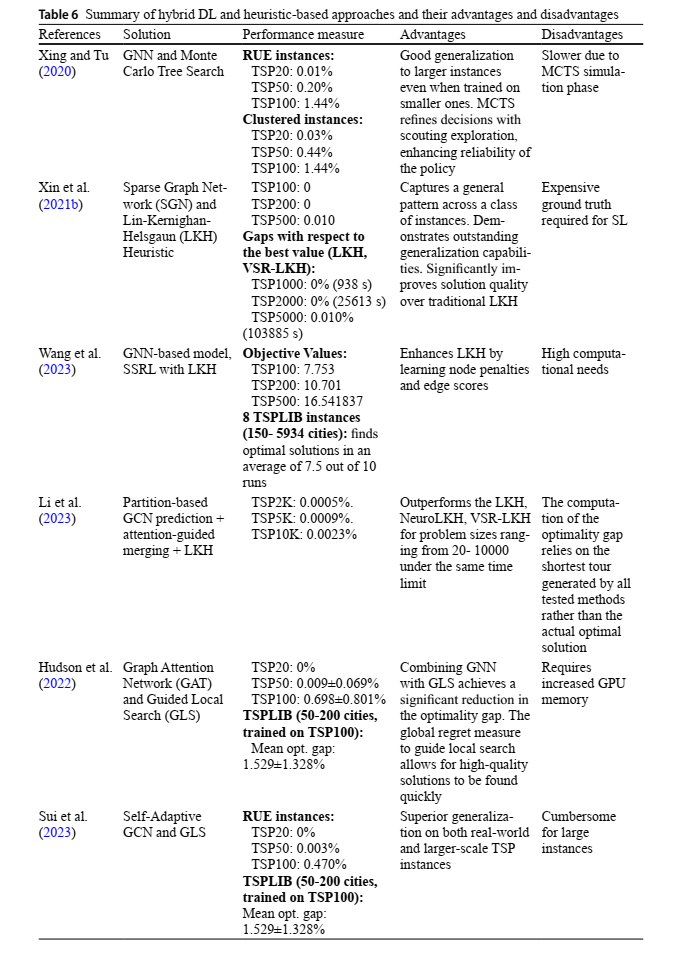 Table 6 Summary of hybrid DL and heuristic-based approaches and their advantages and disadvantages
References Solution Performance measure Advantages Disadvantages
Xing and Tu
(2020)
GNN and Monte
Carlo Tree Search
RUE instances:
TSP20: 0.01%
TSP50: 0.20%
TSP100: 1.44%
Clustered instances:
TSP20: 0.03%
TSP50: 0.44%
TSP100: 1.44%
Good generalization
to larger instances
even when trained on
smaller ones. MCTS
refines decisions with
scouting exploration,
enhancing reliability of
the policy
Slower due to
MCTS simula-
tion phase
Xin et al.
(2021b)
Sparse Graph Net-
work (SGN) and
Lin-Kernighan-
Helsgaun (LKH)
Heuristic
TSP100: 0
TSP200: 0
TSP500: 0.010
Gaps with respect to
the best value (LKH,
VSR-LKH):
TSP1000: 0% (938 s)
TSP2000: 0% (25613 s)
TSP5000: 0.010%
(103885 s)
Captures a general
pattern across a class
of instances. Dem-
onstrates outstanding
generalization capabili-
ties. Significantly im-
proves solution quality
over traditional LKH
Expensive
ground truth
required for SL
Wang et al.
(2023)
GNN-based model,
SSRL with LKH
Objective Values:
TSP100: 7.753
TSP200: 10.701
TSP500: 16.541837
8 TSPLIB instances
(150- 5934 cities): finds
optimal solutions in an
average of 7.5 out of 10
runs
Enhances LKH by
learning node penalties
and edge scores
High computa-
tional needs
Li et al.
(2023)
Partition-based
GCN prediction +
attention-guided
merging + LKH
TSP2K: 0.0005%.
TSP5K: 0.0009%.
TSP10K: 0.0023%
Outperforms the LKH,
NeuroLKH, VSR-LKH
for problem sizes rang-
ing from 20- 10000
under the same time
limit
The computa-
tion of the
optimality gap
relies on the
shortest tour
generated by all
tested methods
rather than the
actual optimal
solution
Hudson et al.
(2022)
Graph Attention
Network (GAT)
and Guided Local
Search (GLS)
TSP20: 0%
TSP50: 0.009±0.069%
TSP100: 0.698±0.801%
TSPLIB (50-200 cities,
trained on TSP100):
Mean opt. gap:
1.529±1.328%
Combining GNN
with GLS achieves a
significant reduction in
the optimality gap. The
global regret measure
to guide local search
allows for high-quality
solutions to be found
quickly
Requires
increased GPU
memory
Sui et al.
(2023)
Self-Adaptive
GCN and GLS
RUE instances:
TSP20: 0%
TSP50: 0.003%
TSP100: 0.470%
TSPLIB (50-200 cities,
trained on TSP100):
Mean opt. gap:
1.529±1.328%
Superior generaliza-
tion on both real-world
and larger-scale TSP
instances
Cumbersome
for large
instances